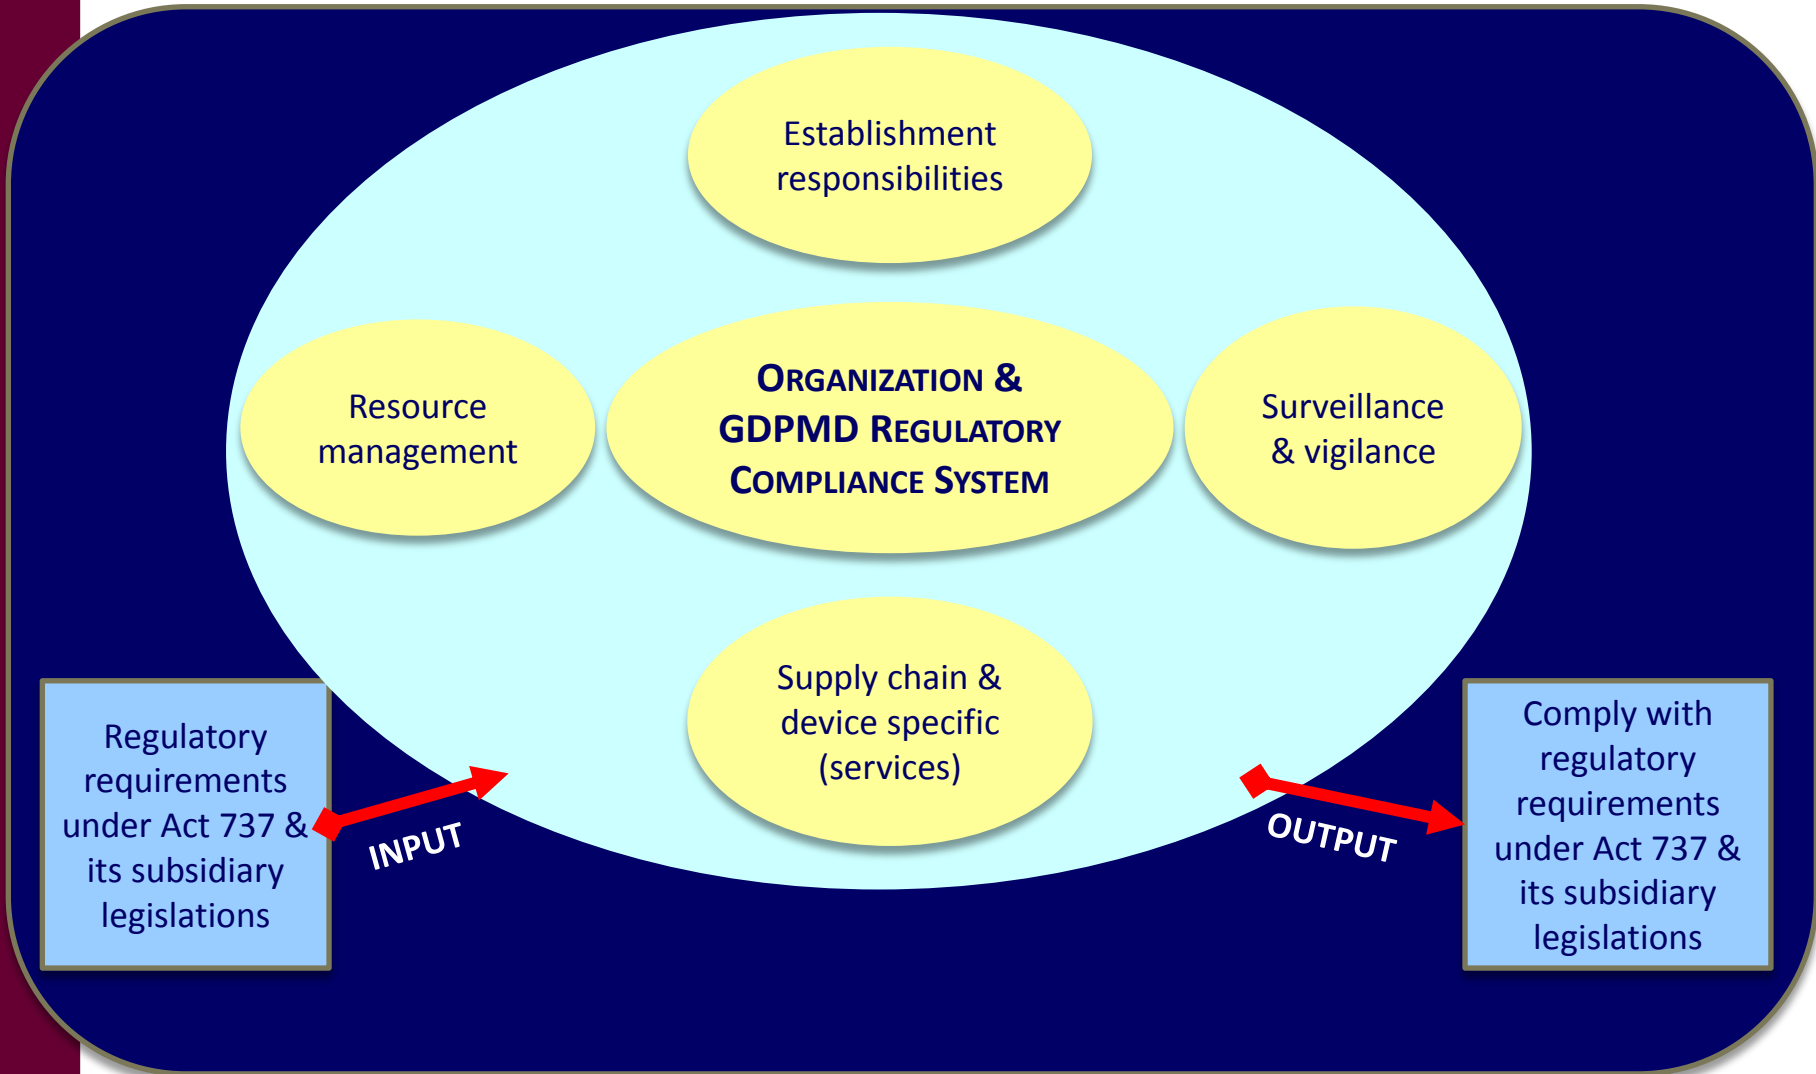 Establishment
responsibilities
Resource
management
ORGANIZATION &
GDPMD REGULATORY
COMPLIANCE SYSTEM
Surveillance
& vigilance
Supply chain &
device specific
(services)
Regulatory
requirements
under Act 737 &
its subsidiary
legislations
INPUT
OUTPUT
Comply with
regulatory
requirements
under Act 737 &
its subsidiary
legislations